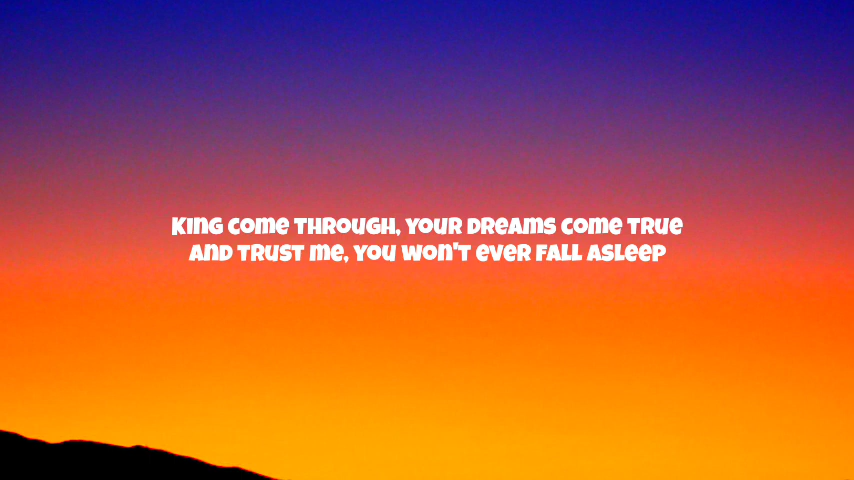 King come through, your dreams come true
and trust me, you won't ever fall asleep